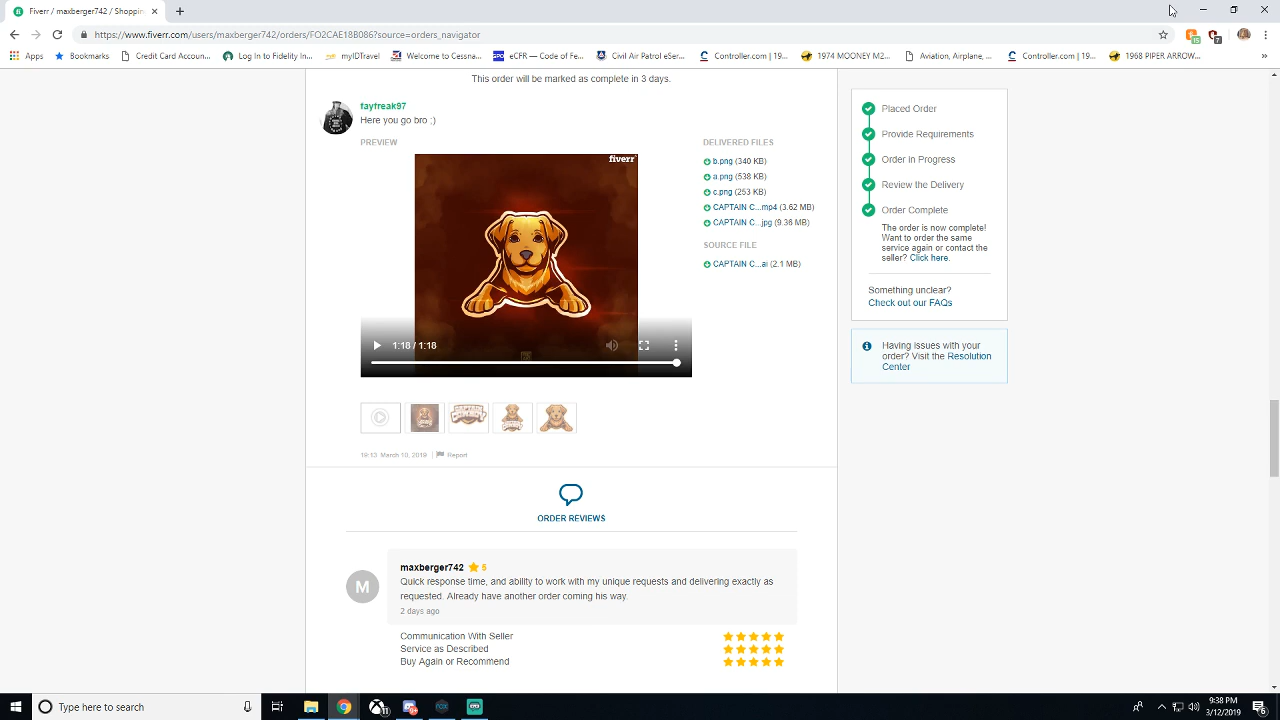 Fiverr / maxberger742 / Shoppin
https://www.fiverr.com/users/maxberger742/orders/FO2CAE18B086?source=orders_navigator
15
7
Apps
Bookmarks
Credit Card Accoun...
Log In to Fidelity In...
myIDTravel
Welcome to Cessna...
eCFR — Code of Fe...
Civil Air Patrol eSer...
Controller.com | 19...
1974 MOONEY M2...
Aviation, Airplane, ...
Controller.com | 19...
1968 PIPER ARROW...
»
This order will be marked as complete in 3 days.
fayfreak97
Here you go bro ;)
PREVIEW
fiverr
1:18 / 1:18
DELIVERED FILES
b.png (340 KB)
a.png (538 KB)
c.png (253 KB)
CAPTAIN C...mp4 (3.62 MB)
CAPTAIN C...jpg (9.36 MB)
SOURCE FILE
CAPTAIN C...ai (2.1 MB)
19:13 March 10, 2019 | Report
ORDER REVIEWS
M
maxberger742 5
Quick response time, and ability to work with my unique requests and delivering exactly as
requested. Already have another order coming his way.
2 days ago
Communication With Seller
Service as Described
Buy Again or Recommend
Placed Order
Provide Requirements
Order in Progress
Review the Delivery
Order Complete
The order is now complete!
Want to order the same
service again or contact the
seller? Click here.
Something unclear?
Check out our FAQs
Having issues with your
order? Visit the Resolution
Center
Type here to search
11
9:38 PM
3/12/2019